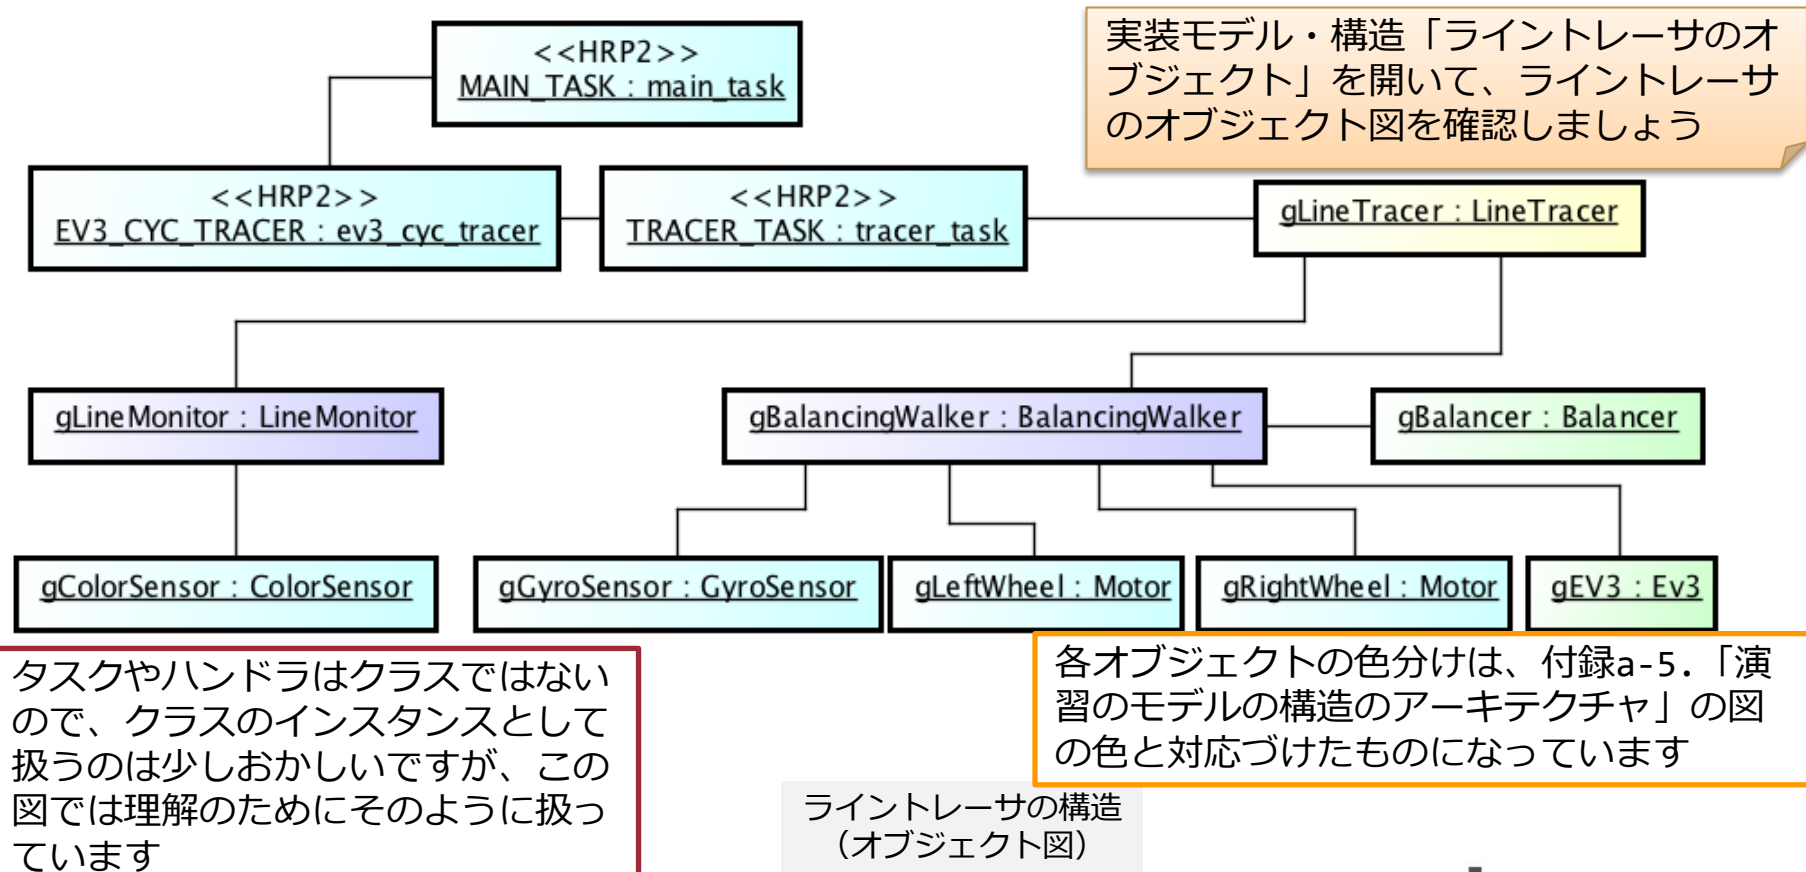 <<HRP2>>
MAIN_TASK : main_task
実装モデル・構造「ライントレーサのオ
ブジェクト」を開いて、ライントレーサ
のオブジェクト図を確認しましょう
<<HRP2>>
EV3_CYC_TRACER : ev3_cyc_tracer
<<HRP2>>
TRACER_TASK : tracer_task
gLineTracer : LineTracer
gLineMonitor : LineMonitor
gBalancingWalker : BalancingWalker
gBalancer : Balancer
gColorSensor : ColorSensor
gGyroSensor : GyroSensor
gLeftWheel : Motor
gRightWheel : Motor
gEV3 : Ev3
タスクやハンドラはクラスではない
ので、クラスのインスタンスとして
扱うのは少しおかしいですが、この
図では理解のためにそのように扱っ
ています
各オブジェクトの色分けは、付録a-5.「演
習のモデルの構造のアーキテクチャ」の図
の色と対応づけたものになっています
ライントレーサの構造
（オブジェクト図）